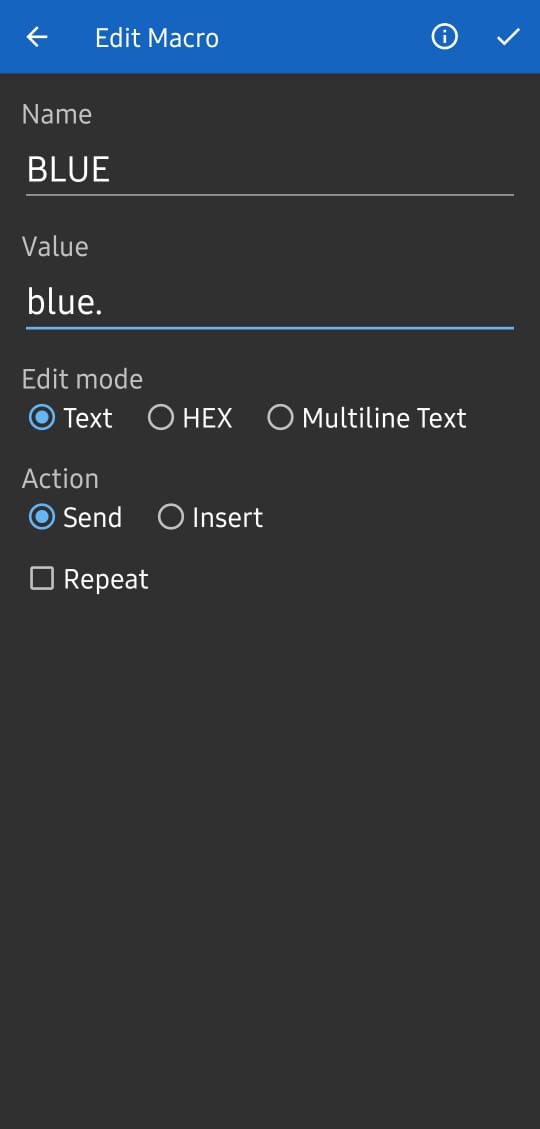 Edit Macro
Name
BLUE
Value
blue.
Edit mode
Text HEX Multiline Text
Action
Send Insert
Repeat